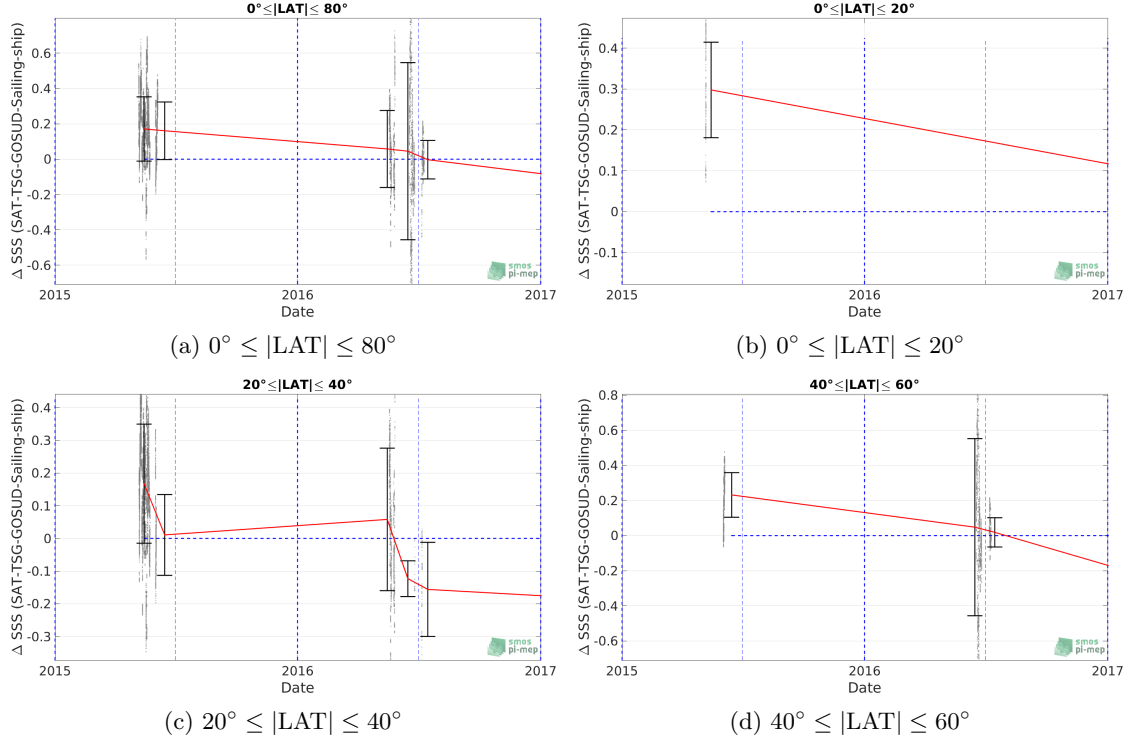 0°≤|LAT|≤ 80°
Δ SSS (SAT-TSG-GOSUD-Sailing-ship)
0.6
0.4
0.2
0
-0.2
-0.4
-0.6
2015
2016
2017
Date
smos
pi-mep
(a) 0° ≤ |LAT| ≤ 80°
0°≤|LAT|≤ 20°
Δ SSS (SAT-TSG-GOSUD-Sailing-ship)
0.4
0.3
0.2
0.1
0
-0.1
2015
2016
2017
Date
smos
pi-mep
(b) 0° ≤ |LAT| ≤ 20°
20°≤|LAT|≤ 40°
Δ SSS (SAT-TSG-GOSUD-Sailing-ship)
0.4
0.3
0.2
0.1
0
-0.1
-0.2
-0.3
2015
2016
2017
Date
smos
pi-mep
(c) 20° ≤ |LAT| ≤ 40°
40°≤|LAT|≤ 60°
Δ SSS (SAT-TSG-GOSUD-Sailing-ship)
0.8
0.6
0.4
0.2
0
-0.2
-0.4
-0.6
2015
2016
2017
Date
smos
pi-mep
(d) 40° ≤ |LAT| ≤ 60°